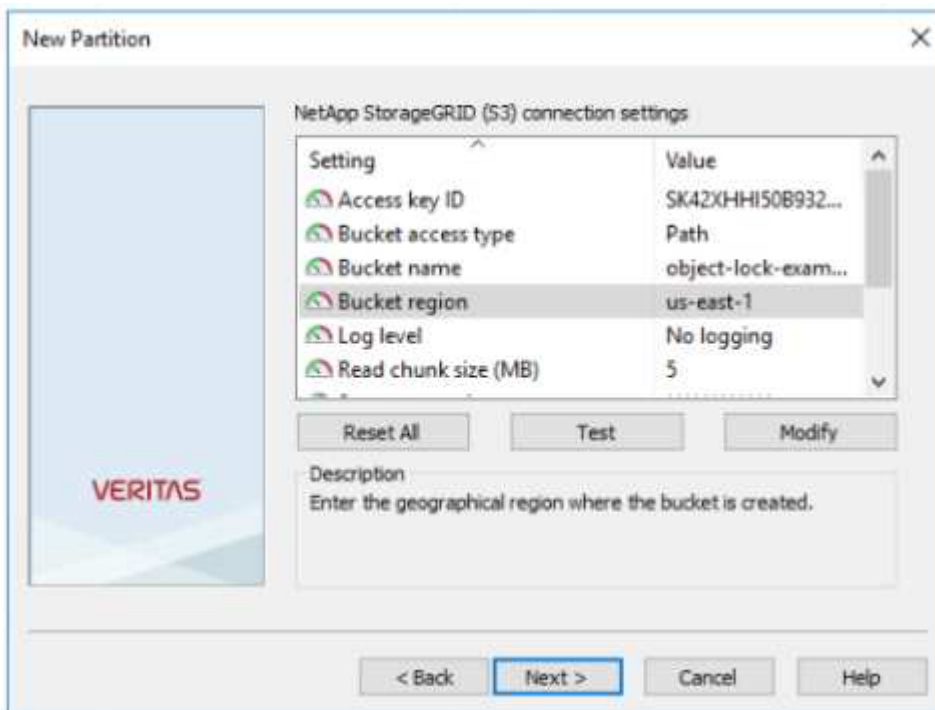 New Partition
NetApp StorageGRID (S3) connection settings
Setting Value
Access key ID SK42XHHI50B932...
Bucket access type Path
Bucket name object-lock-exam...
Bucket region us-east-1
Log level No logging
Read chunk size (MB) 5
Reset All Test Modify
Description
Enter the geographical region where the bucket is created.
VERITAS
< Back Next > Cancel Help